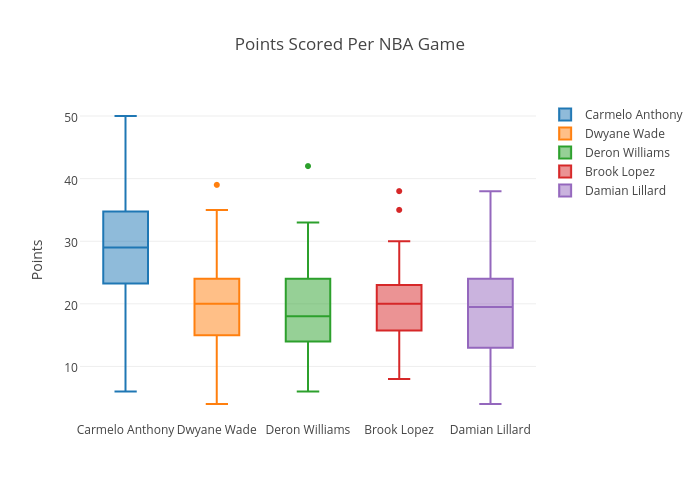 Points Scored Per NBA Game
Carmelo Anthony
Dwyane Wade
Deron Williams
Brook Lopez
Damian Lillard
Points
50
40
30
20
10
Carmelo Anthony Dwyane Wade Deron Williams Brook Lopez Damian Lillard